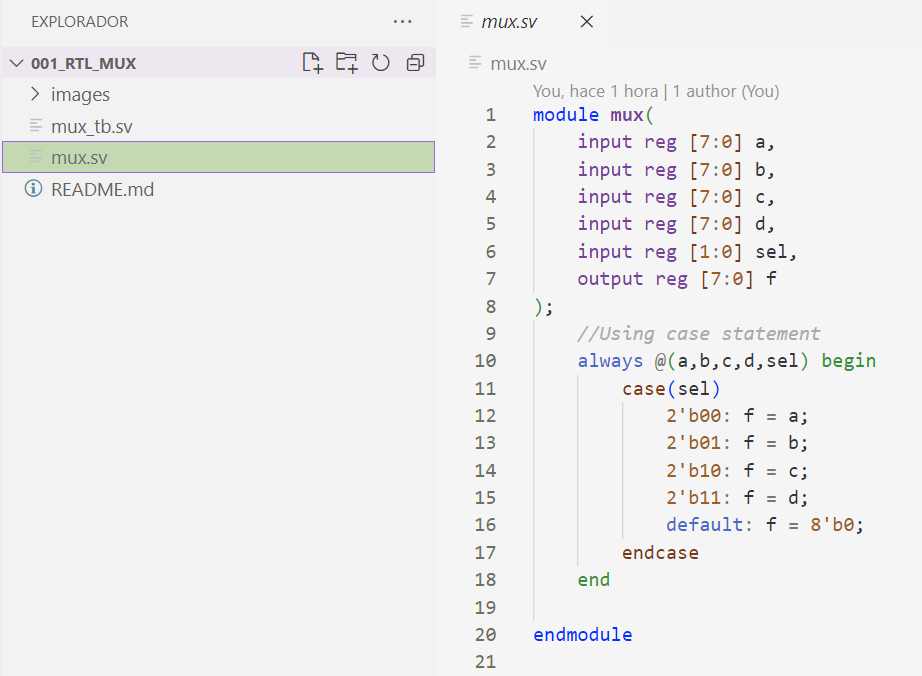 EXPLORADOR
001_RTL_MUX
images
mux_tb.sv
mux.sv
README.md
mux.sv
mux.sv
You, hace 1 hora | 1 author (You)
1 module mux(
2     input reg [7:0] a,
3     input reg [7:0] b,
4     input reg [7:0] c,
5     input reg [7:0] d,
6     input reg [1:0] sel,
7     output reg [7:0] f
8 );
9     //Using case statement
10     always @(a,b,c,d,sel) begin
11         case(sel)
12             2'b00: f = a;
13             2'b01: f = b;
14             2'b10: f = c;
15             2'b11: f = d;
16             default: f = 8'b0;
17         endcase
18     end
19
20 endmodule
21